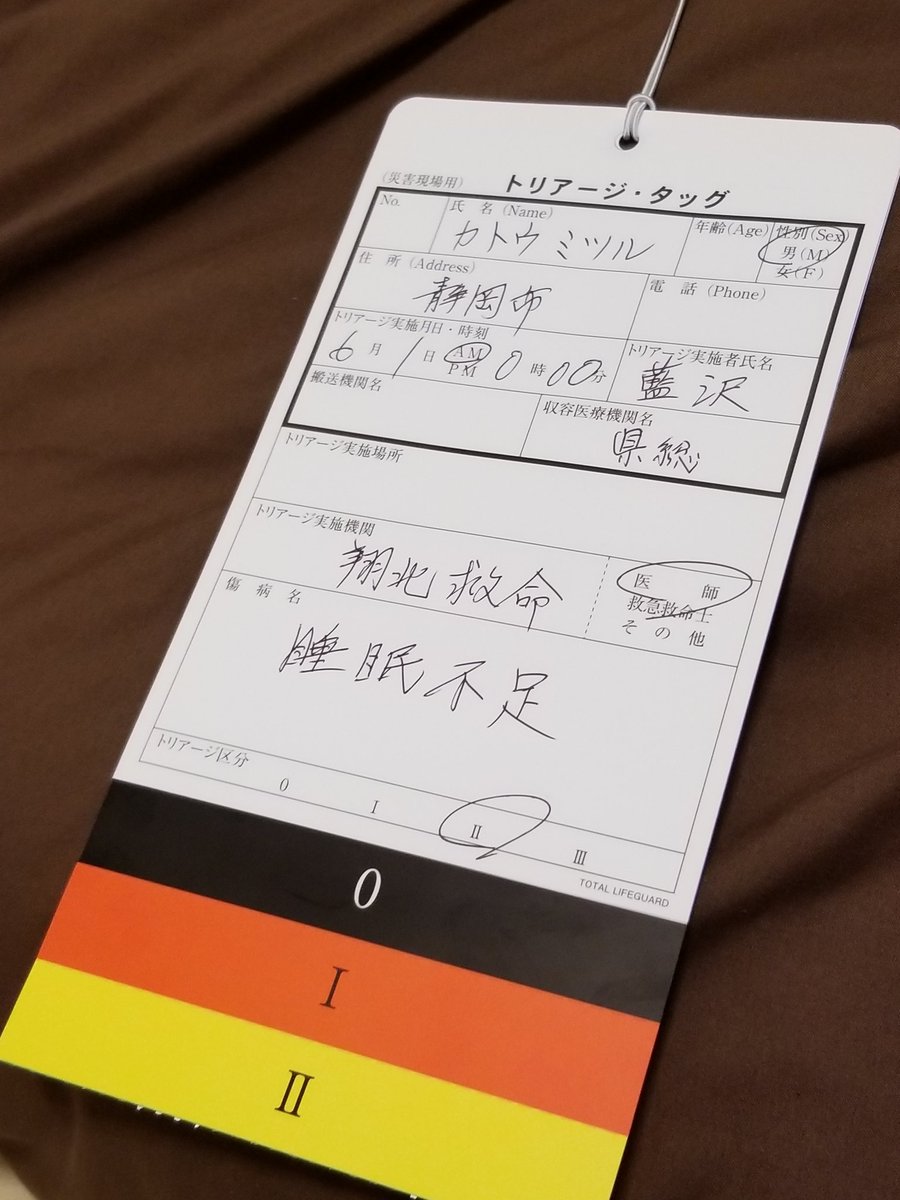 (災害現場用) トリアージ・タッグ
No. 氏 名 (Name) 年齢(Age) 性別(Sex)
カトウ ミツル 男(M)
女(F)
住 所 (Address) 電 話 (Phone)
静岡市
トリアージ実施月日・時刻 トリアージ実施者氏名
6月 1日 AM 0時 00分 藍沢
PM
搬送機関名 収容医療機関名
県総
トリアージ実施場所
トリアージ実施機関
翔北救命 医 師
救急救命士
その他
傷 病 名
睡眠不足
トリアージ区分
0 I II III
TOTAL LIFEGUARD
0
I
II